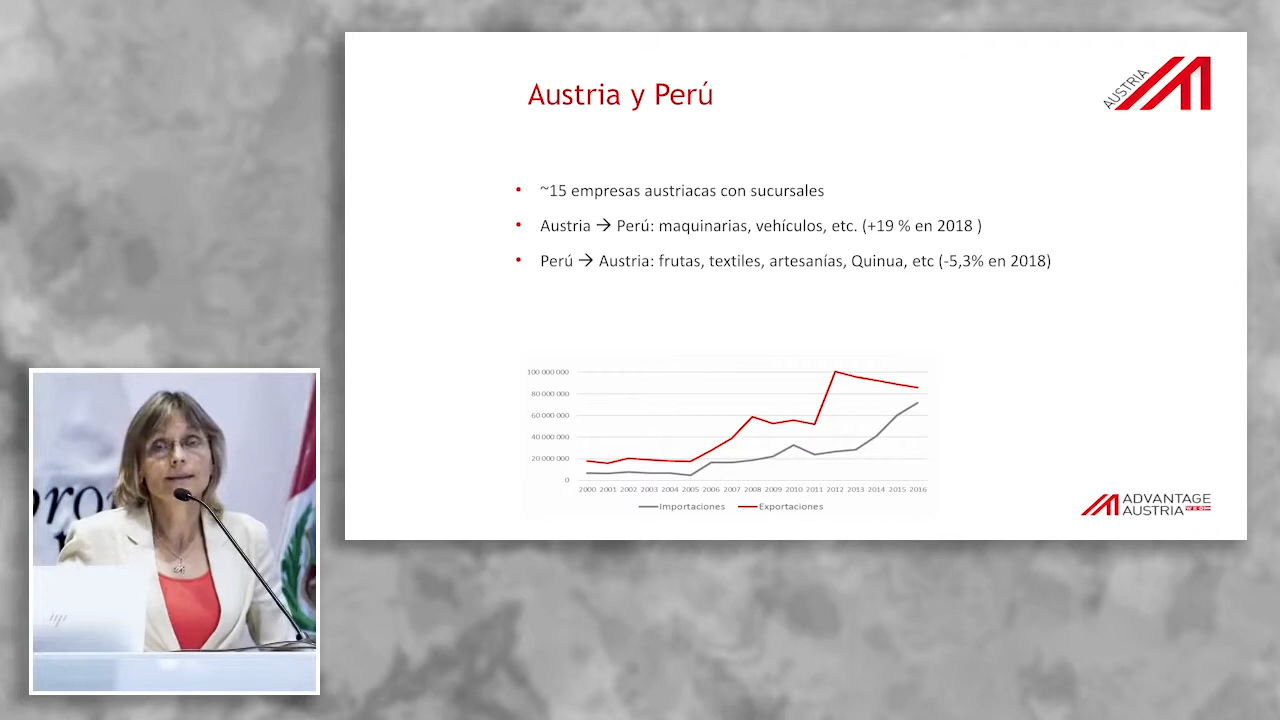 Austria y Perú
AUSTRIA
• ~15 empresas austriacas con sucursales
• Austria → Perú: maquinarias, vehículos, etc. (+19 % en 2018 )
• Perú → Austria: frutas, textiles, artesanías, Quinua, etc (-5,3% en 2018)
100 000 000
80 000 000
60 000 000
40 000 000
20 000 000
0
2000 2001 2002 2003 2004 2005 2006 2007 2008 2009 2010 2011 2012 2013 2014 2015 2016
Importaciones Exportaciones
ADVANTAGE
AUSTRIA